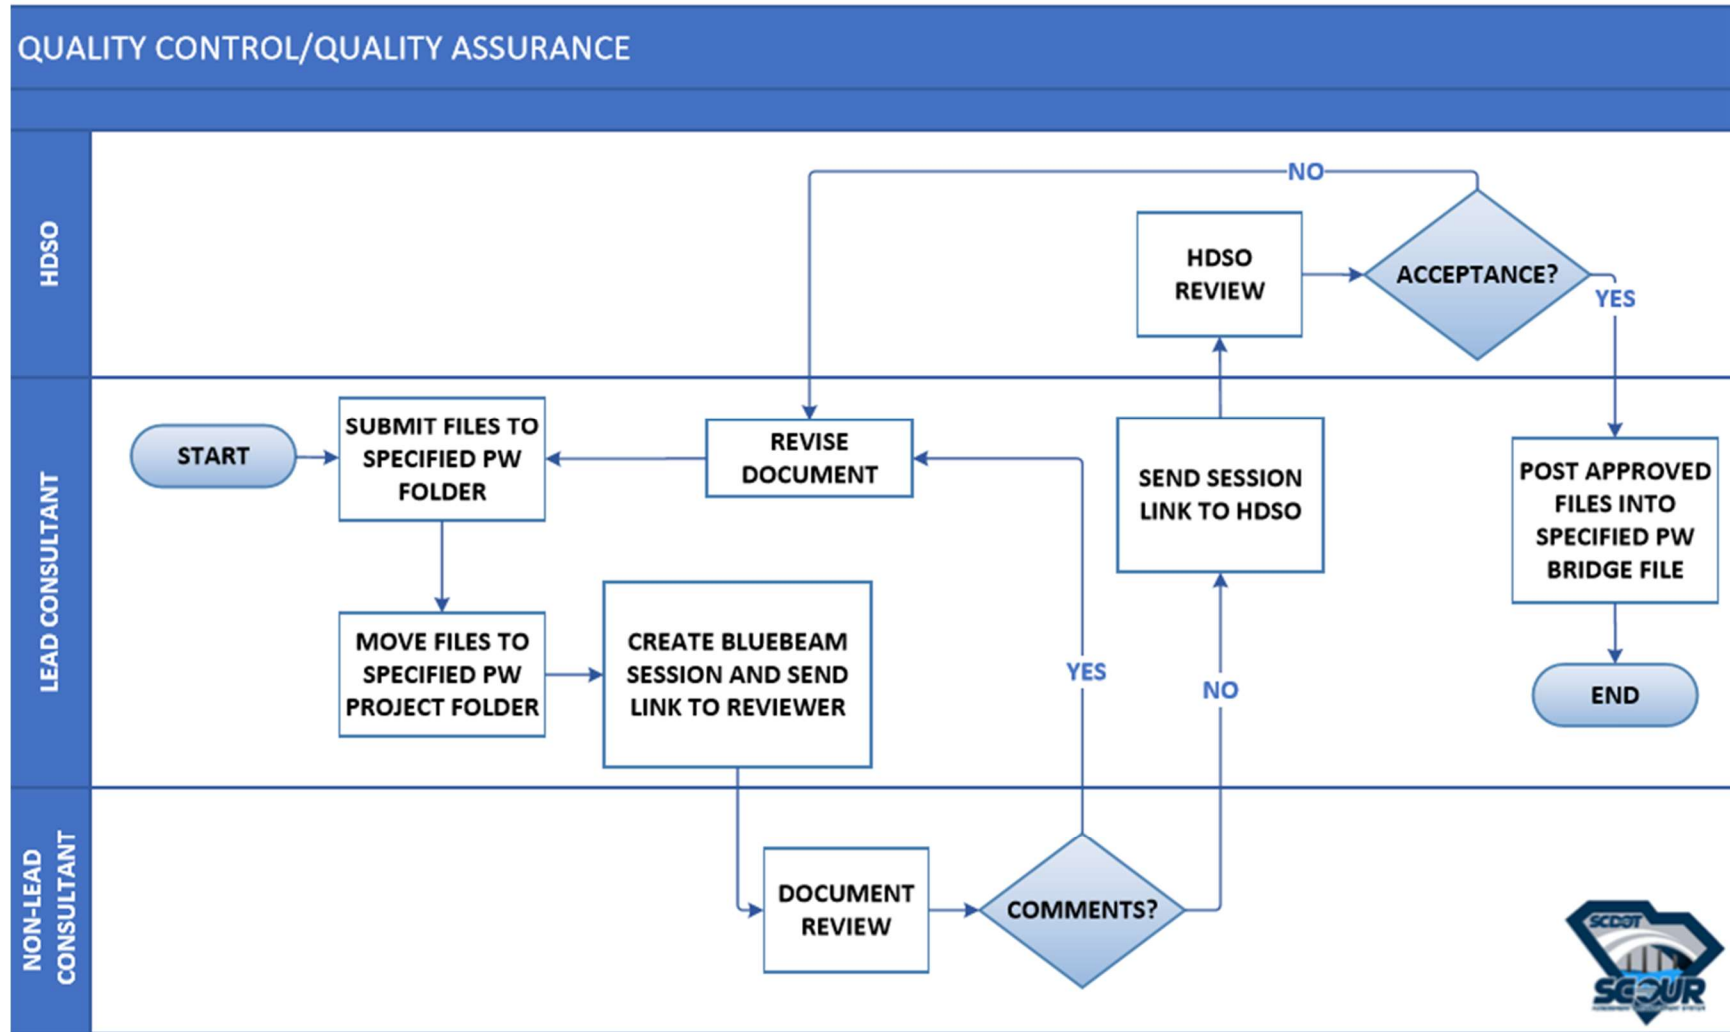 QUALITY CONTROL/QUALITY ASSURANCE
HDSO
NO
HDSO
REVIEW
ACCEPTANCE?
YES
LEAD CONSULTANT
START
SUBMIT FILES TO
SPECIFIED PW
FOLDER
REVISE
DOCUMENT
SEND SESSION
LINK TO HDSO
POST APPROVED
FILES INTO
SPECIFIED PW
BRIDGE FILE
MOVE FILES TO
SPECIFIED PW
PROJECT FOLDER
CREATE BLUEBEAM
SESSION AND SEND
LINK TO REVIEWER
YES
NO
END
NON-LEAD
CONSULTANT
DOCUMENT
REVIEW
COMMENTS?
SCDOT
SCOUR